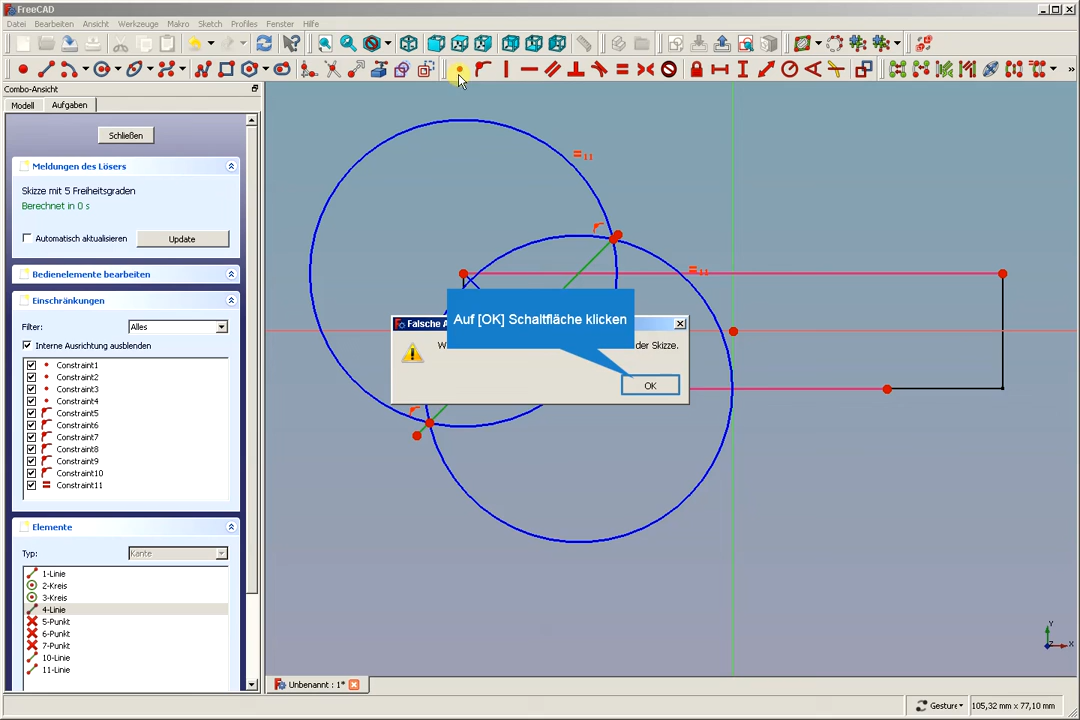 FreeCAD
Datei Bearbeiten Ansicht Werkzeuge Makro Sketch Profiles Fenster Hilfe
»
Combo-Ansicht
Modell Aufgaben
Schließen
Meldungen des Lösers
Skizze mit 5 Freiheitsgraden
Berechnet in 0 s
Automatisch aktualisieren
Update
Bedienelemente bearbeiten
Einschränkungen
Filter: Alles
Interne Ausrichtung ausblenden
Constraint1
Constraint2
Constraint3
Constraint4
Constraint5
Constraint6
Constraint7
Constraint8
Constraint9
Constraint10
Constraint11
Elemente
Typ: Kante
1-Linie
2-Kreis
3-Kreis
4-Linie
5-Punkt
6-Punkt
7-Punkt
10-Linie
11-Linie
11
11
Falsche
Auf [OK] Schaltfläche klicken
der Skizze.
OK
Y
Z
X
Unbenannt : 1*
Gesture
105,32 mm x 77,10 mm